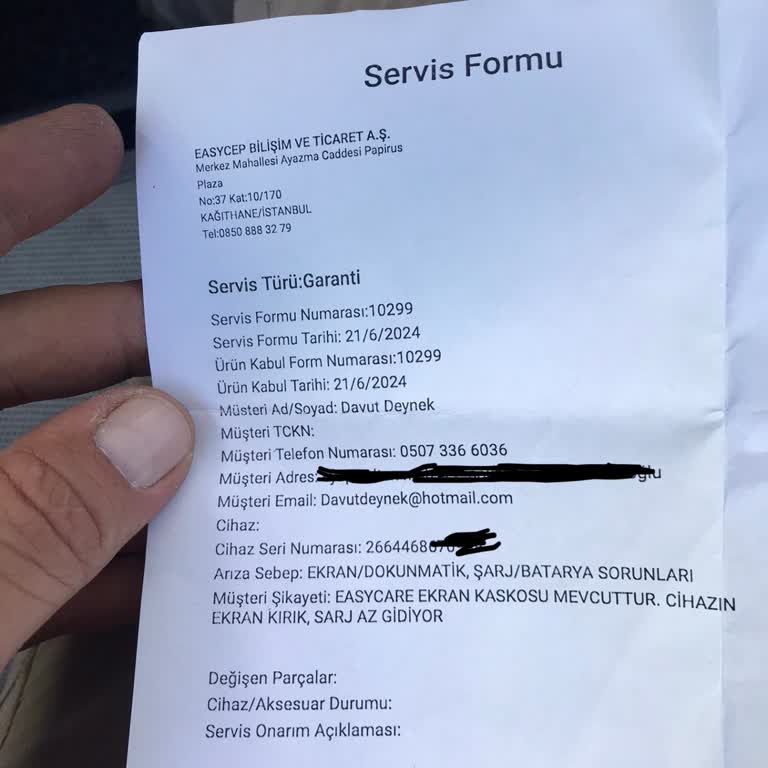 Servis Formu
EASYCEP BİLİŞİM VE TİCARET A.Ş.
Merkez Mahallesi Ayazma Caddesi Papirus
Plaza
No:37 Kat:10/170
KAĞITHANE/İSTANBUL
Tel:0850 888 32 79
Servis Türü:Garanti
Servis Formu Numarası:10299
Servis Formu Tarihi: 21/6/2024
Ürün Kabul Form Numarası:10299
Ürün Kabul Tarihi: 21/6/2024
Müşteri Ad/Soyad: Davut Deynek
Müşteri TCKN:
Müşteri Telefon Numarası: 0507 336 6036
Müşteri Adres:
Müşteri Email: Davutdeynek@hotmail.com
Cihaz:
Cihaz Seri Numarası: 2664468
Arıza Sebep: EKRAN/DOKUNMATİK, ŞARJ/BATARYA SORUNLARI
Müşteri Şikayeti: EASYCARE EKRAN KASKOSU MEVCUTTUR. CİHAZIN
EKRAN KIRIK, SARJ AZ GİDİYOR
Değişen Parçalar:
Cihaz/Aksesuar Durumu:
Servis Onarım Açıklaması: